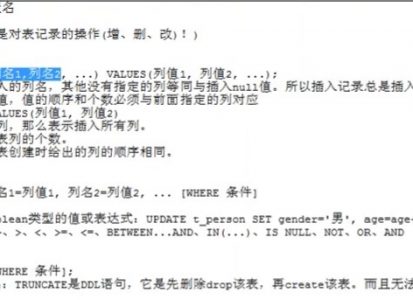 名
是对表记录的操作(增、删、改)!)
列名1,列名2, ...) VALUES(列值1, 列值2, ...);
入的列名，其他没有指定的列等同与插入null值。所以插入记录总是插入
值，值的顺序和个数必须与前面指定的列对应
VALUES(列值1, 列值2)
列，那么表示插入所有列。
表列的个数。
表创建时给出的列的顺序相同。
名1=列值1, 列名2=列值2, ... [WHERE 条件]
olean类型的值或表达式：UPDATE t_person SET gender='男', age=age+
>、<、>=、<=、BETWEEN...AND、IN(...)、IS NULL、NOT、OR、AND
WHERE 条件];
：TRUNCATE是DDL语句，它是先删除drop该表，再create该表。而且无法